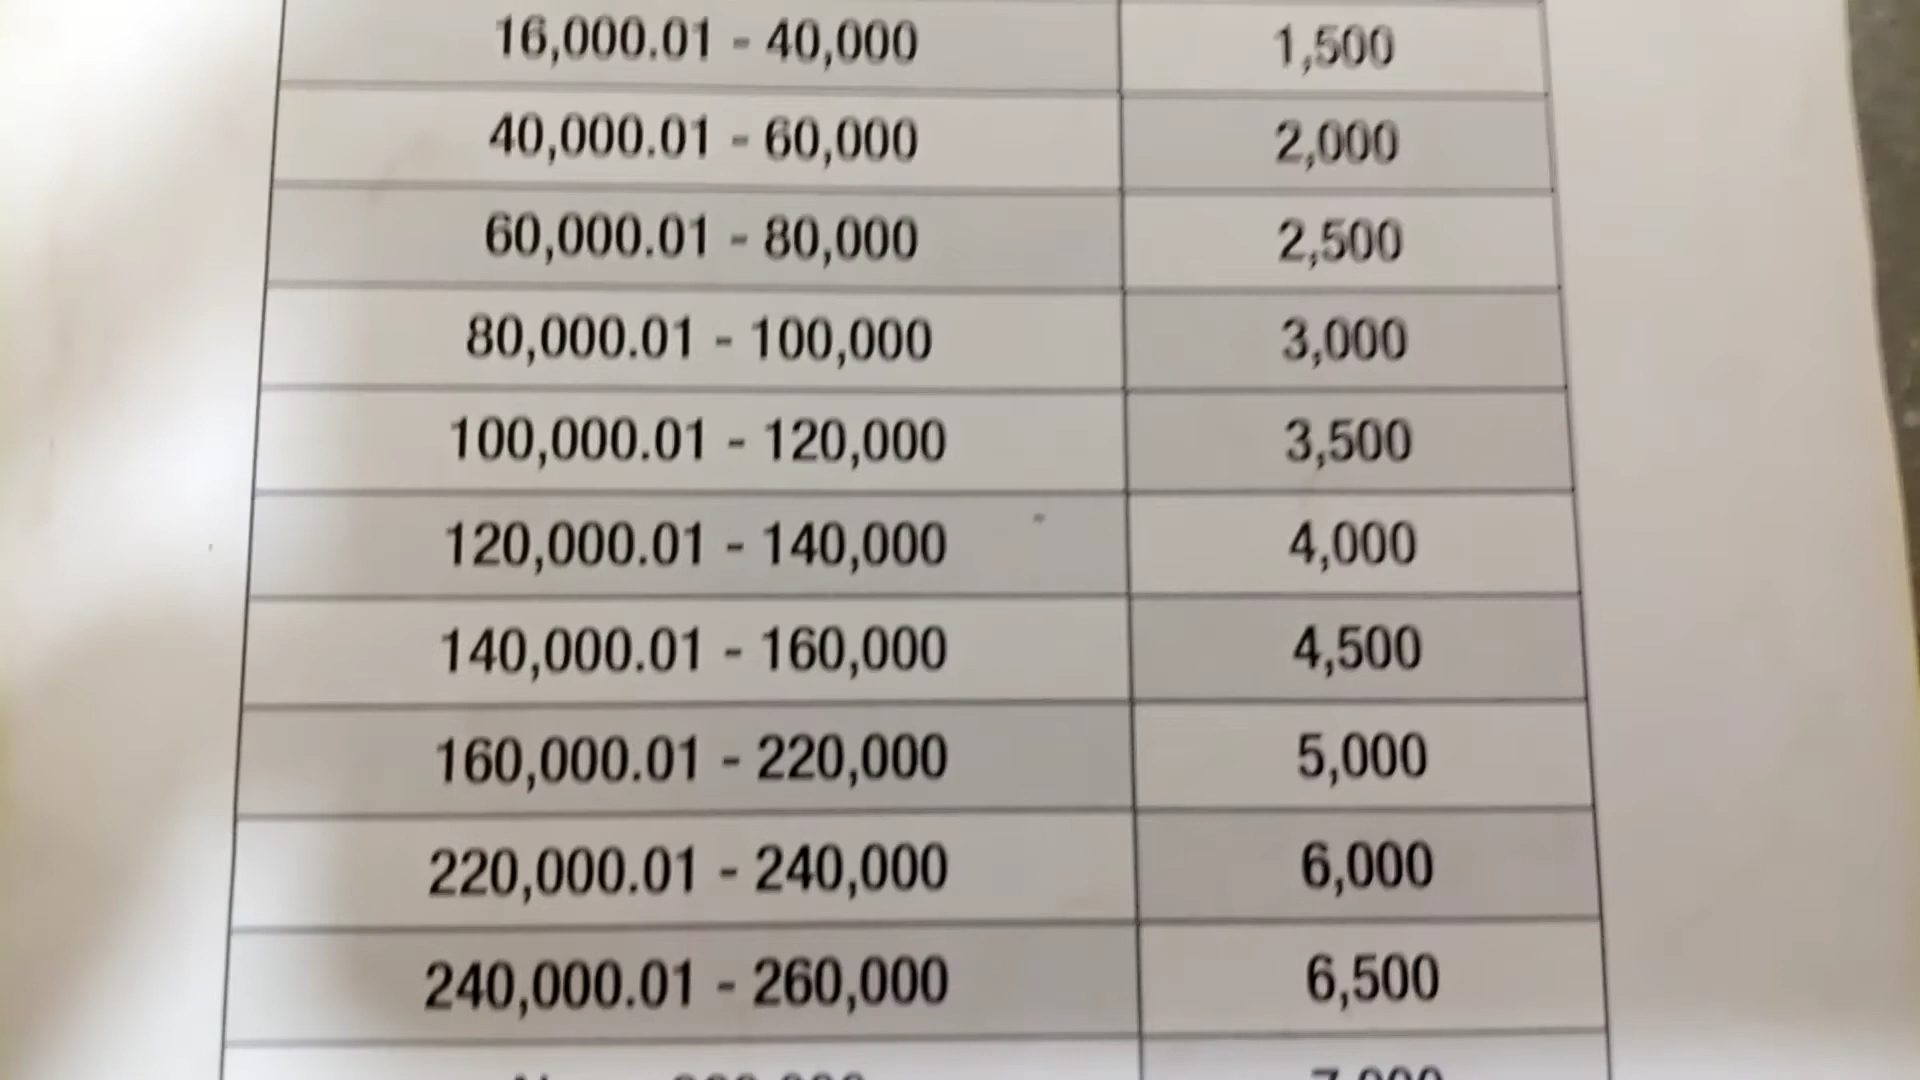 16,000.01 - 40,000 1,500
40,000.01 - 60,000 2,000
60,000.01 - 80,000 2,500
80,000.01 - 100,000 3,000
100,000.01 - 120,000 3,500
120,000.01 - 140,000 4,000
140,000.01 - 160,000 4,500
160,000.01 - 220,000 5,000
220,000.01 - 240,000 6,000
240,000.01 - 260,000 6,500